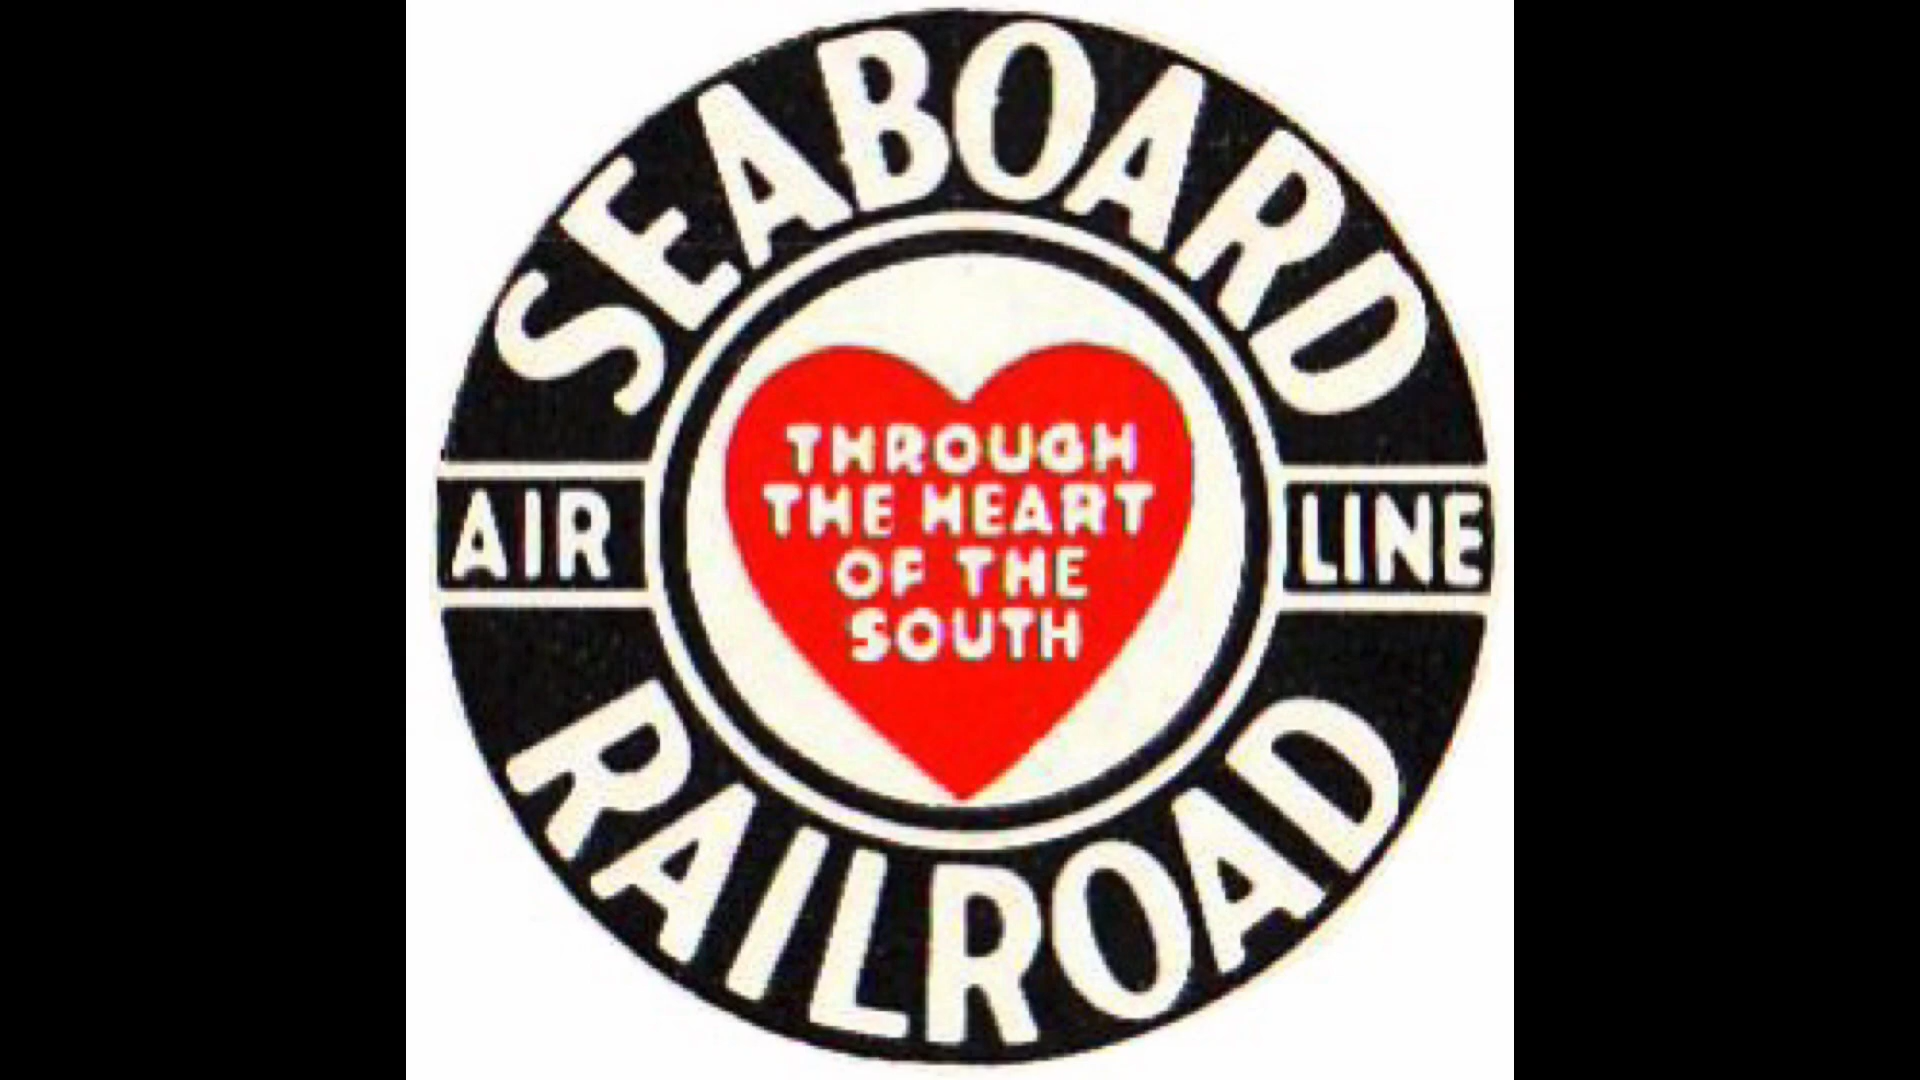 SEABOARD
AIR LINE
RAILROAD
THROUGH
THE HEART
OF THE
SOUTH